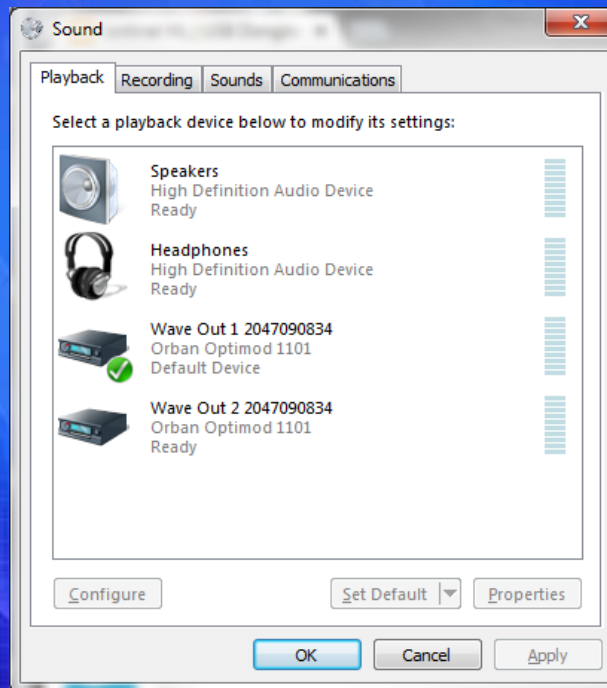 Sound
Playback
Recording
Sounds
Communications
Select a playback device below to modify its settings:
Speakers
High Definition Audio Device
Ready
Headphones
High Definition Audio Device
Ready
Wave Out 1 2047090834
Orban Optimod 1101
Default Device
Wave Out 2 2047090834
Orban Optimod 1101
Ready
Configure
Set Default
Properties
OK
Cancel
Apply